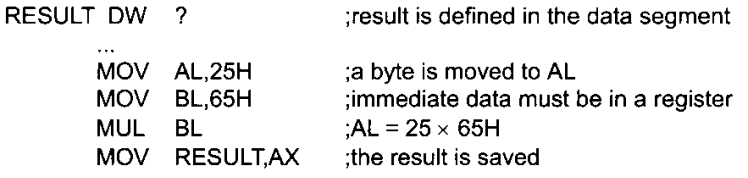 RESULT DW ? ;result is defined in the data segment
...
MOV AL,25H ;a byte is moved to AL
MOV BL,65H ;immediate data must be in a register
MUL BL ;AL = 25 × 65H
MOV RESULT,AX ;the result is saved